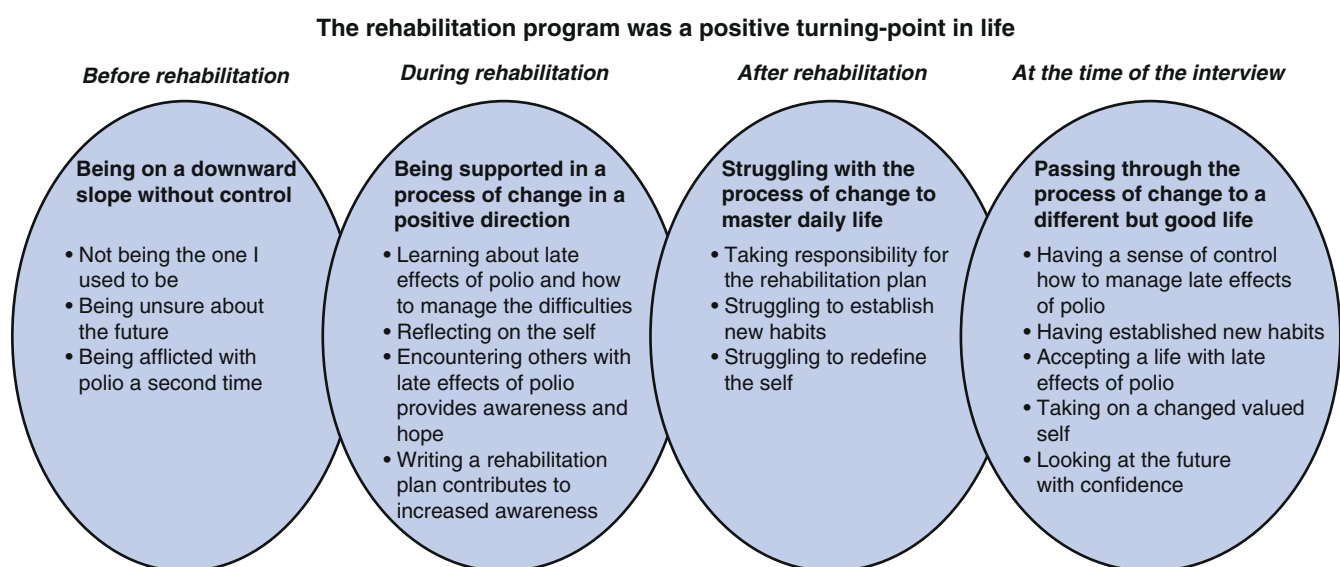 The rehabilitation program was a positive turning-point in life
Before rehabilitation
Being on a downward
slope without control
• Not being the one I
used to be
• Being unsure about
the future
• Being afflicted with
polio a second time
During rehabilitation
Being supported in a
process of change in a
positive direction
• Learning about late
effects of polio and how
to manage the difficulties
• Reflecting on the self
• Encountering others with
late effects of polio
provides awareness and
hope
• Writing a rehabilitation
plan contributes to
increased awareness
After rehabilitation
Struggling with the
process of change to
master daily life
• Taking responsibility for
the rehabilitation plan
• Struggling to establish
new habits
• Struggling to redefine
the self
At the time of the interview
Passing through the
process of change to a
different but good life
• Having a sense of control
how to manage late effects
of polio
• Having established new habits
• Accepting a life with late
effects of polio
• Taking on a changed valued
self
• Looking at the future
with confidence